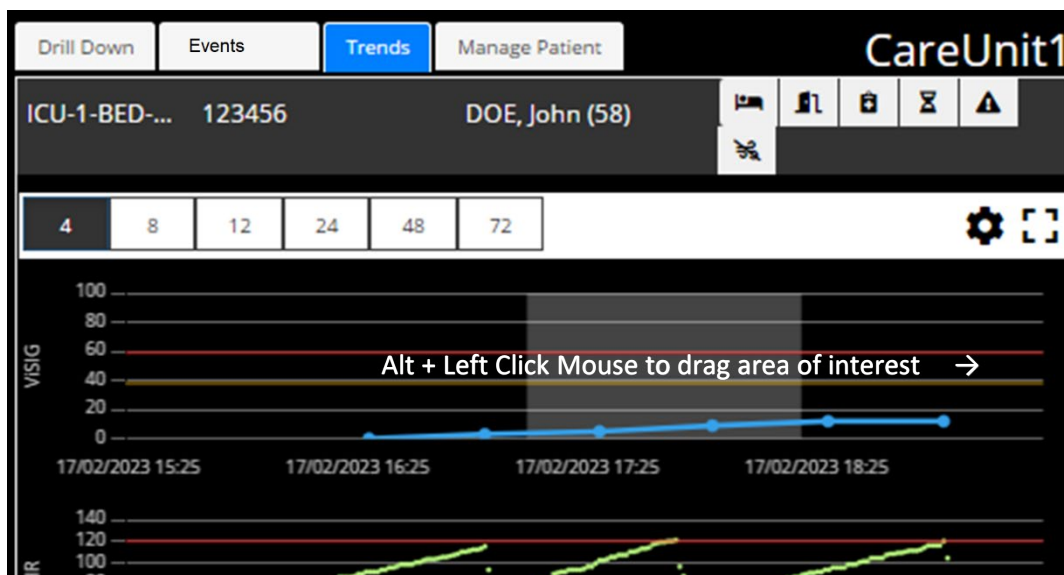 Drill Down Events Trends Manage Patient CareUnit1
ICU-1-BED-... 123456 DOE, John (58)
4 8 12 24 48 72
100
80
60
ViSIG
40
20
0
Alt + Left Click Mouse to drag area of interest →
17/02/2023 15:25 17/02/2023 16:25 17/02/2023 17:25 17/02/2023 18:25
140
120
100